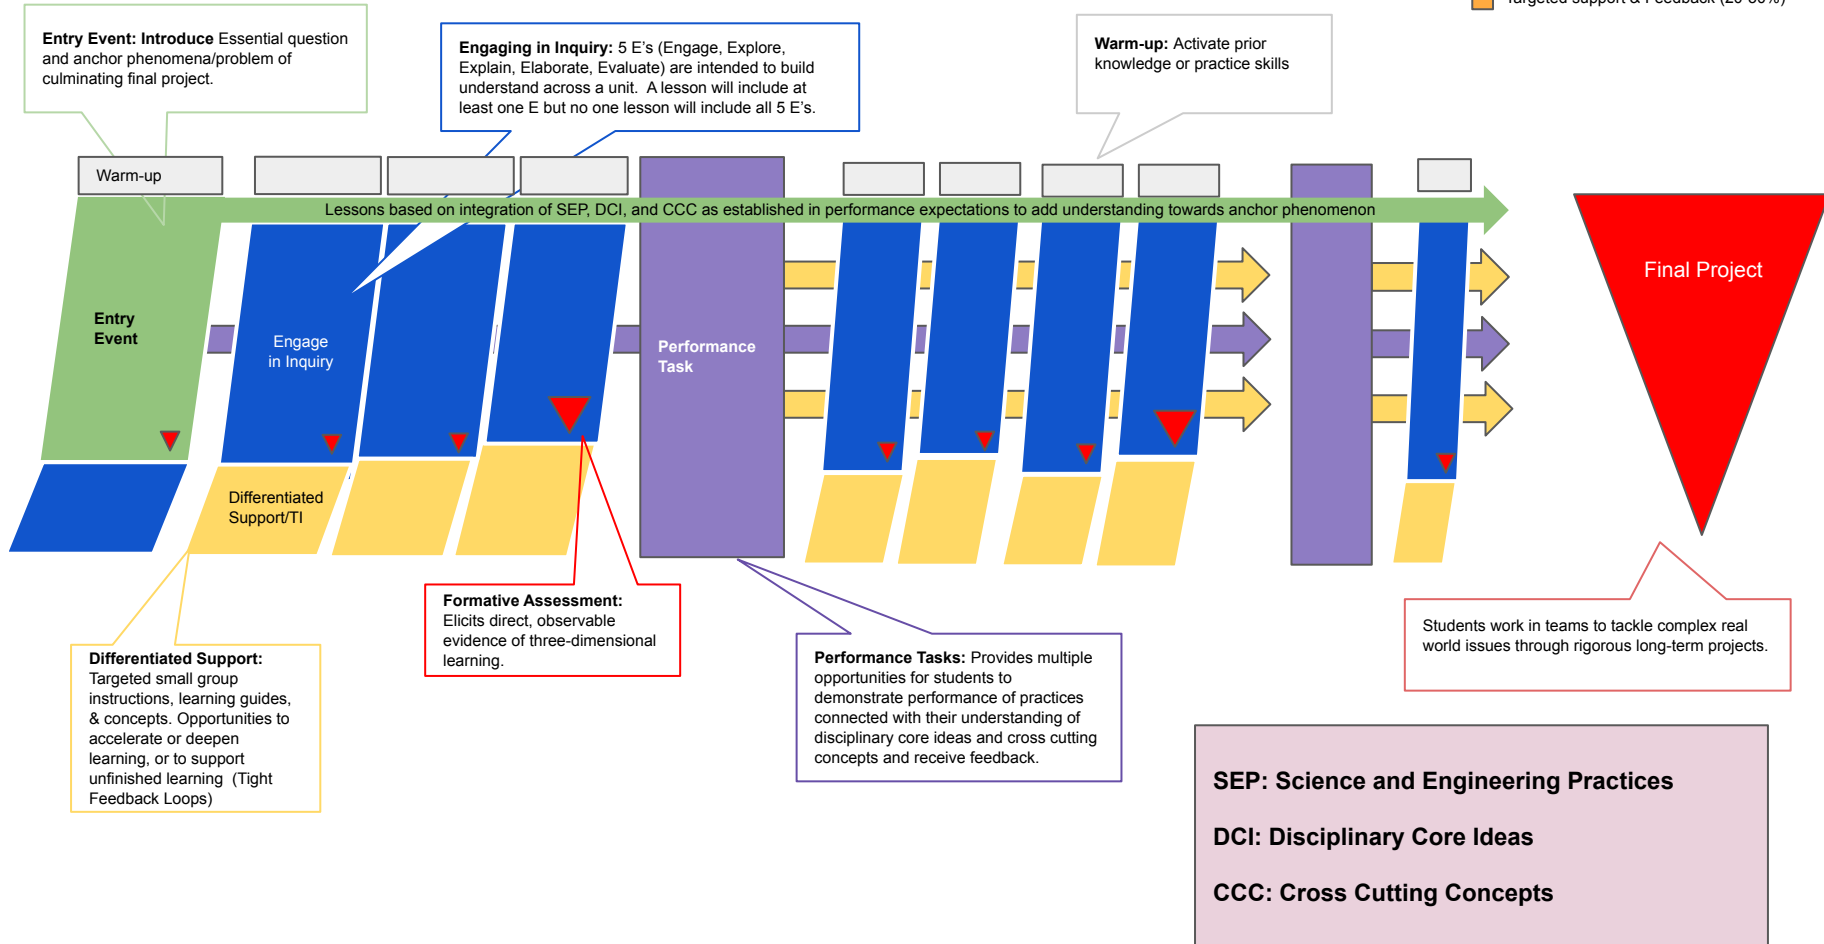 Targeted support & Feedback (20-30%)
Entry Event: Introduce Essential question
and anchor phenomena/problem of
culminating final project.
Engaging in Inquiry: 5 E's (Engage, Explore,
Explain, Elaborate, Evaluate) are intended to build
understand across a unit.  A lesson will include at
least one E but no one lesson will include all 5 E's.
Warm-up: Activate prior
knowledge or practice skills
Warm-up
Lessons based on integration of SEP, DCI, and CCC as established in performance expectations to add understanding towards anchor phenomenon
Entry
Event
Engage
in Inquiry
Performance
Task
Final Project
Differentiated
Support/TI
Formative Assessment:
Elicits direct, observable
evidence of three-dimensional
learning.
Differentiated Support:
Targeted small group
instructions, learning guides,
& concepts. Opportunities to
accelerate or deepen
learning, or to support
unfinished learning  (Tight
Feedback Loops)
Performance Tasks: Provides multiple
opportunities for students to
demonstrate performance of practices
connected with their understanding of
disciplinary core ideas and cross cutting
concepts and receive feedback.
Students work in teams to tackle complex real
world issues through rigorous long-term projects.
SEP: Science and Engineering Practices
DCI: Disciplinary Core Ideas
CCC: Cross Cutting Concepts